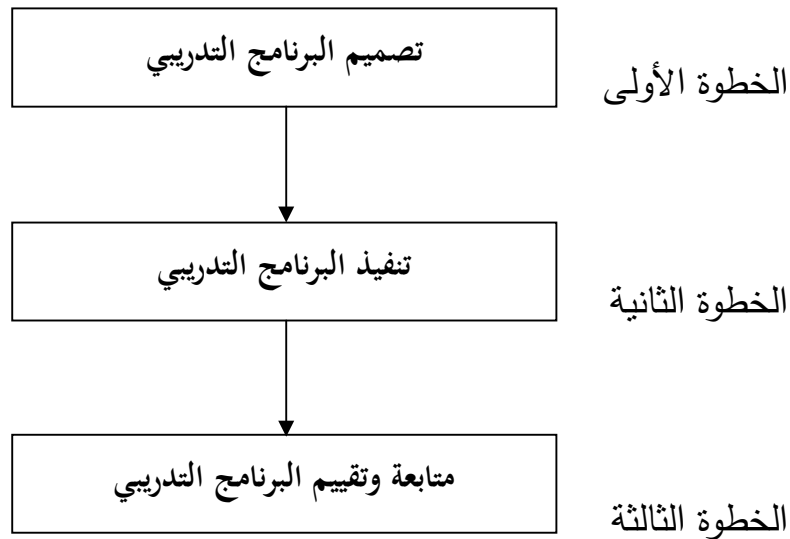 الخطوة الأولى
تصميم البرنامج التدريبي
الخطوة الثانية
تنفيذ البرنامج التدريبي
الخطوة الثالثة
متابعة وتقييم البرنامج التدريبي